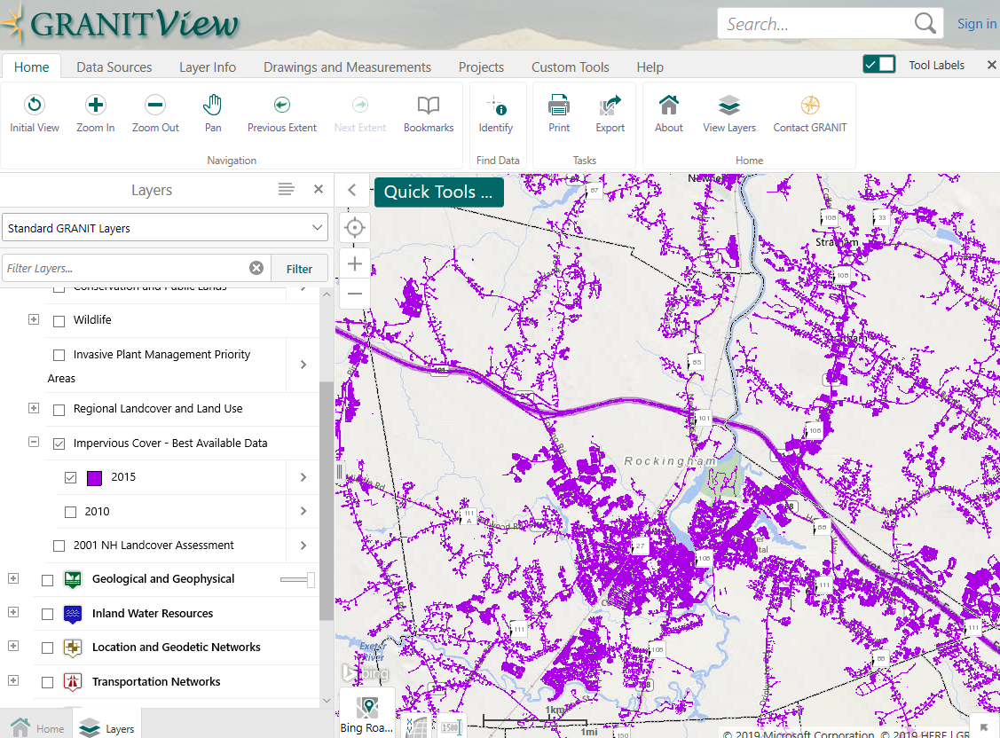 GRANITView
Search...
Sign in
Home Data Sources Layer Info Drawings and Measurements Projects Custom Tools Help
Tool Labels
Initial View Zoom In Zoom Out Pan Previous Extent Next Extent Bookmarks Identify Print Export About View Layers Contact GRANIT
Navigation Find Data Tasks Home
Layers
Quick Tools ...
Standard GRANIT Layers
Filter Layers...
Filter
Conservation and Public Lands
Wildlife
Invasive Plant Management Priority
Areas
Regional Landcover and Land Use
Impervious Cover - Best Available Data
2015
2010
2001 NH Landcover Assessment
Geological and Geophysical
Inland Water Resources
Location and Geodetic Networks
Transportation Networks
Home
Layers
87
108
33
Stratham
108
85
101
108
Rockingham
111
A
88
88
27
108
111
111
111
108
88
Exeter
River
bing
Bing Roa...
1:500
1km
1mi
150
© 2019 Microsoft Corporation, © 2019 HERE | GR